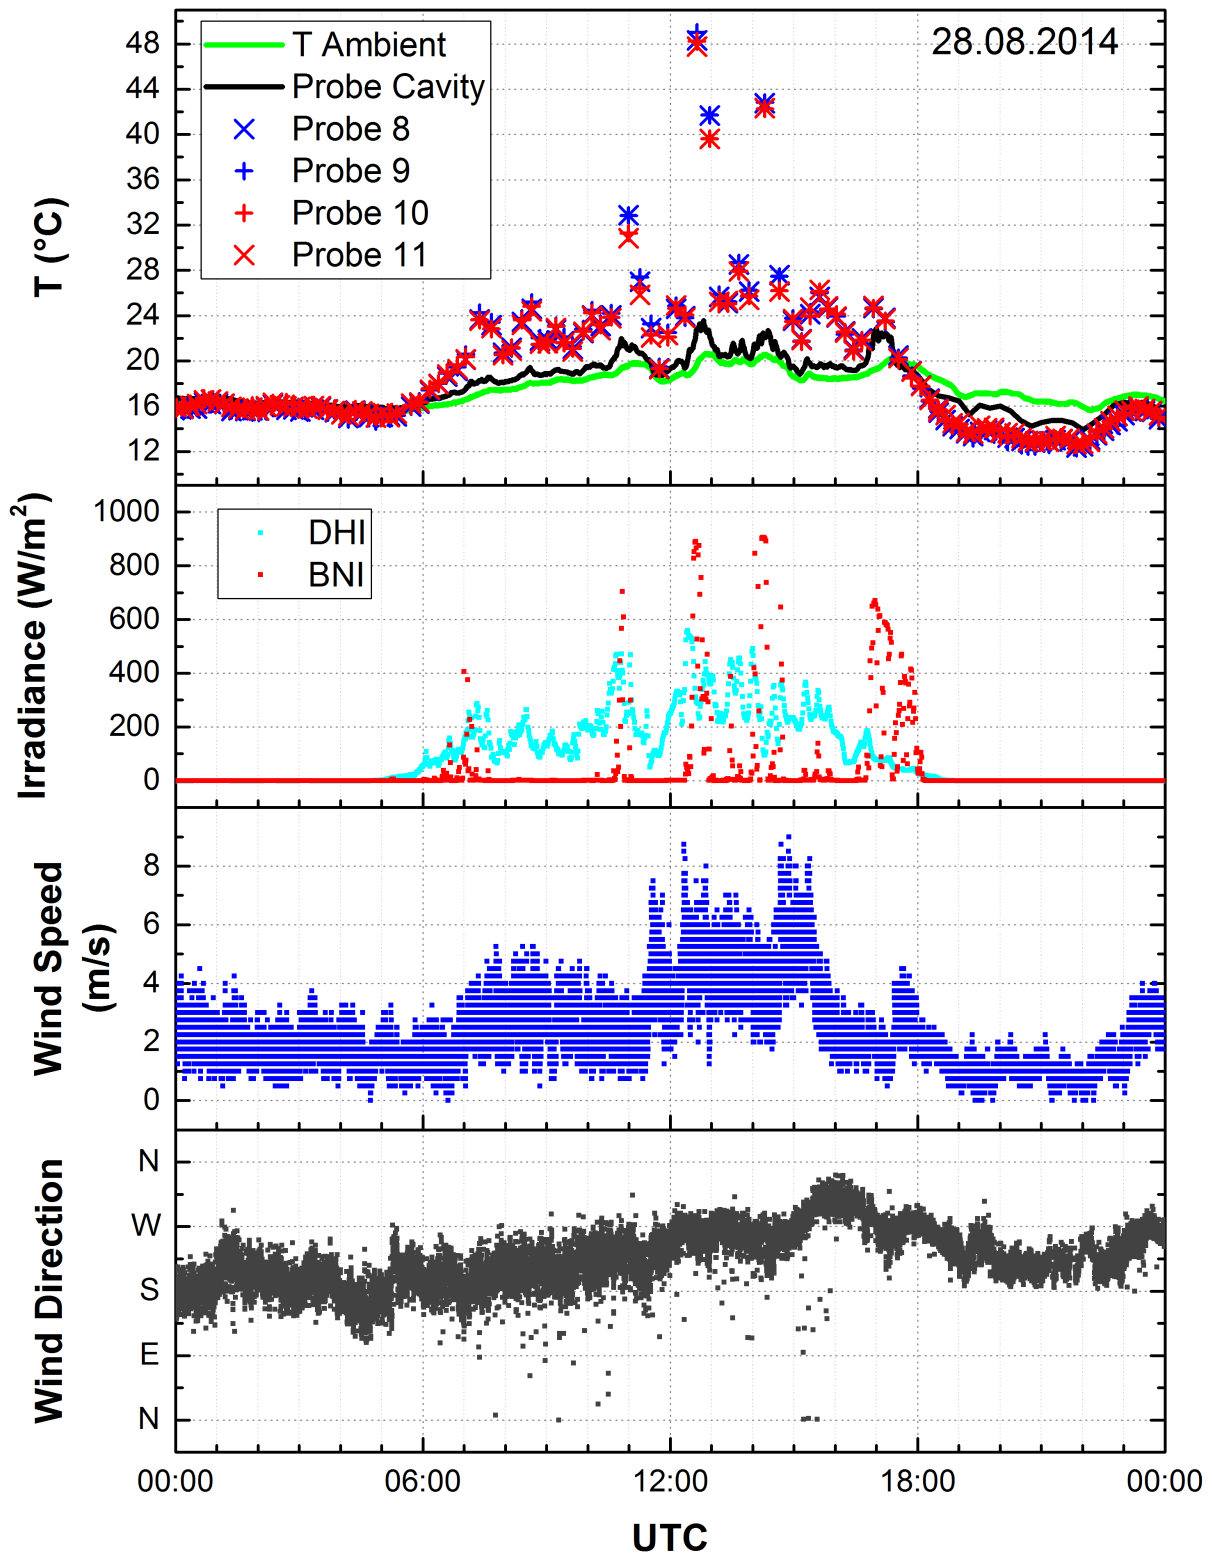 28.08.2014
T Ambient
Probe Cavity
Probe 8
Probe 9
Probe 10
Probe 11
T (°C)
48
44
40
36
32
28
24
20
16
12
Irradiance (W/m²)
1000
800
600
400
200
0
DHI
BNI
Wind Speed
(m/s)
8
6
4
2
0
Wind Direction
N
W
S
E
N
00:00 06:00 12:00 18:00 00:00
UTC